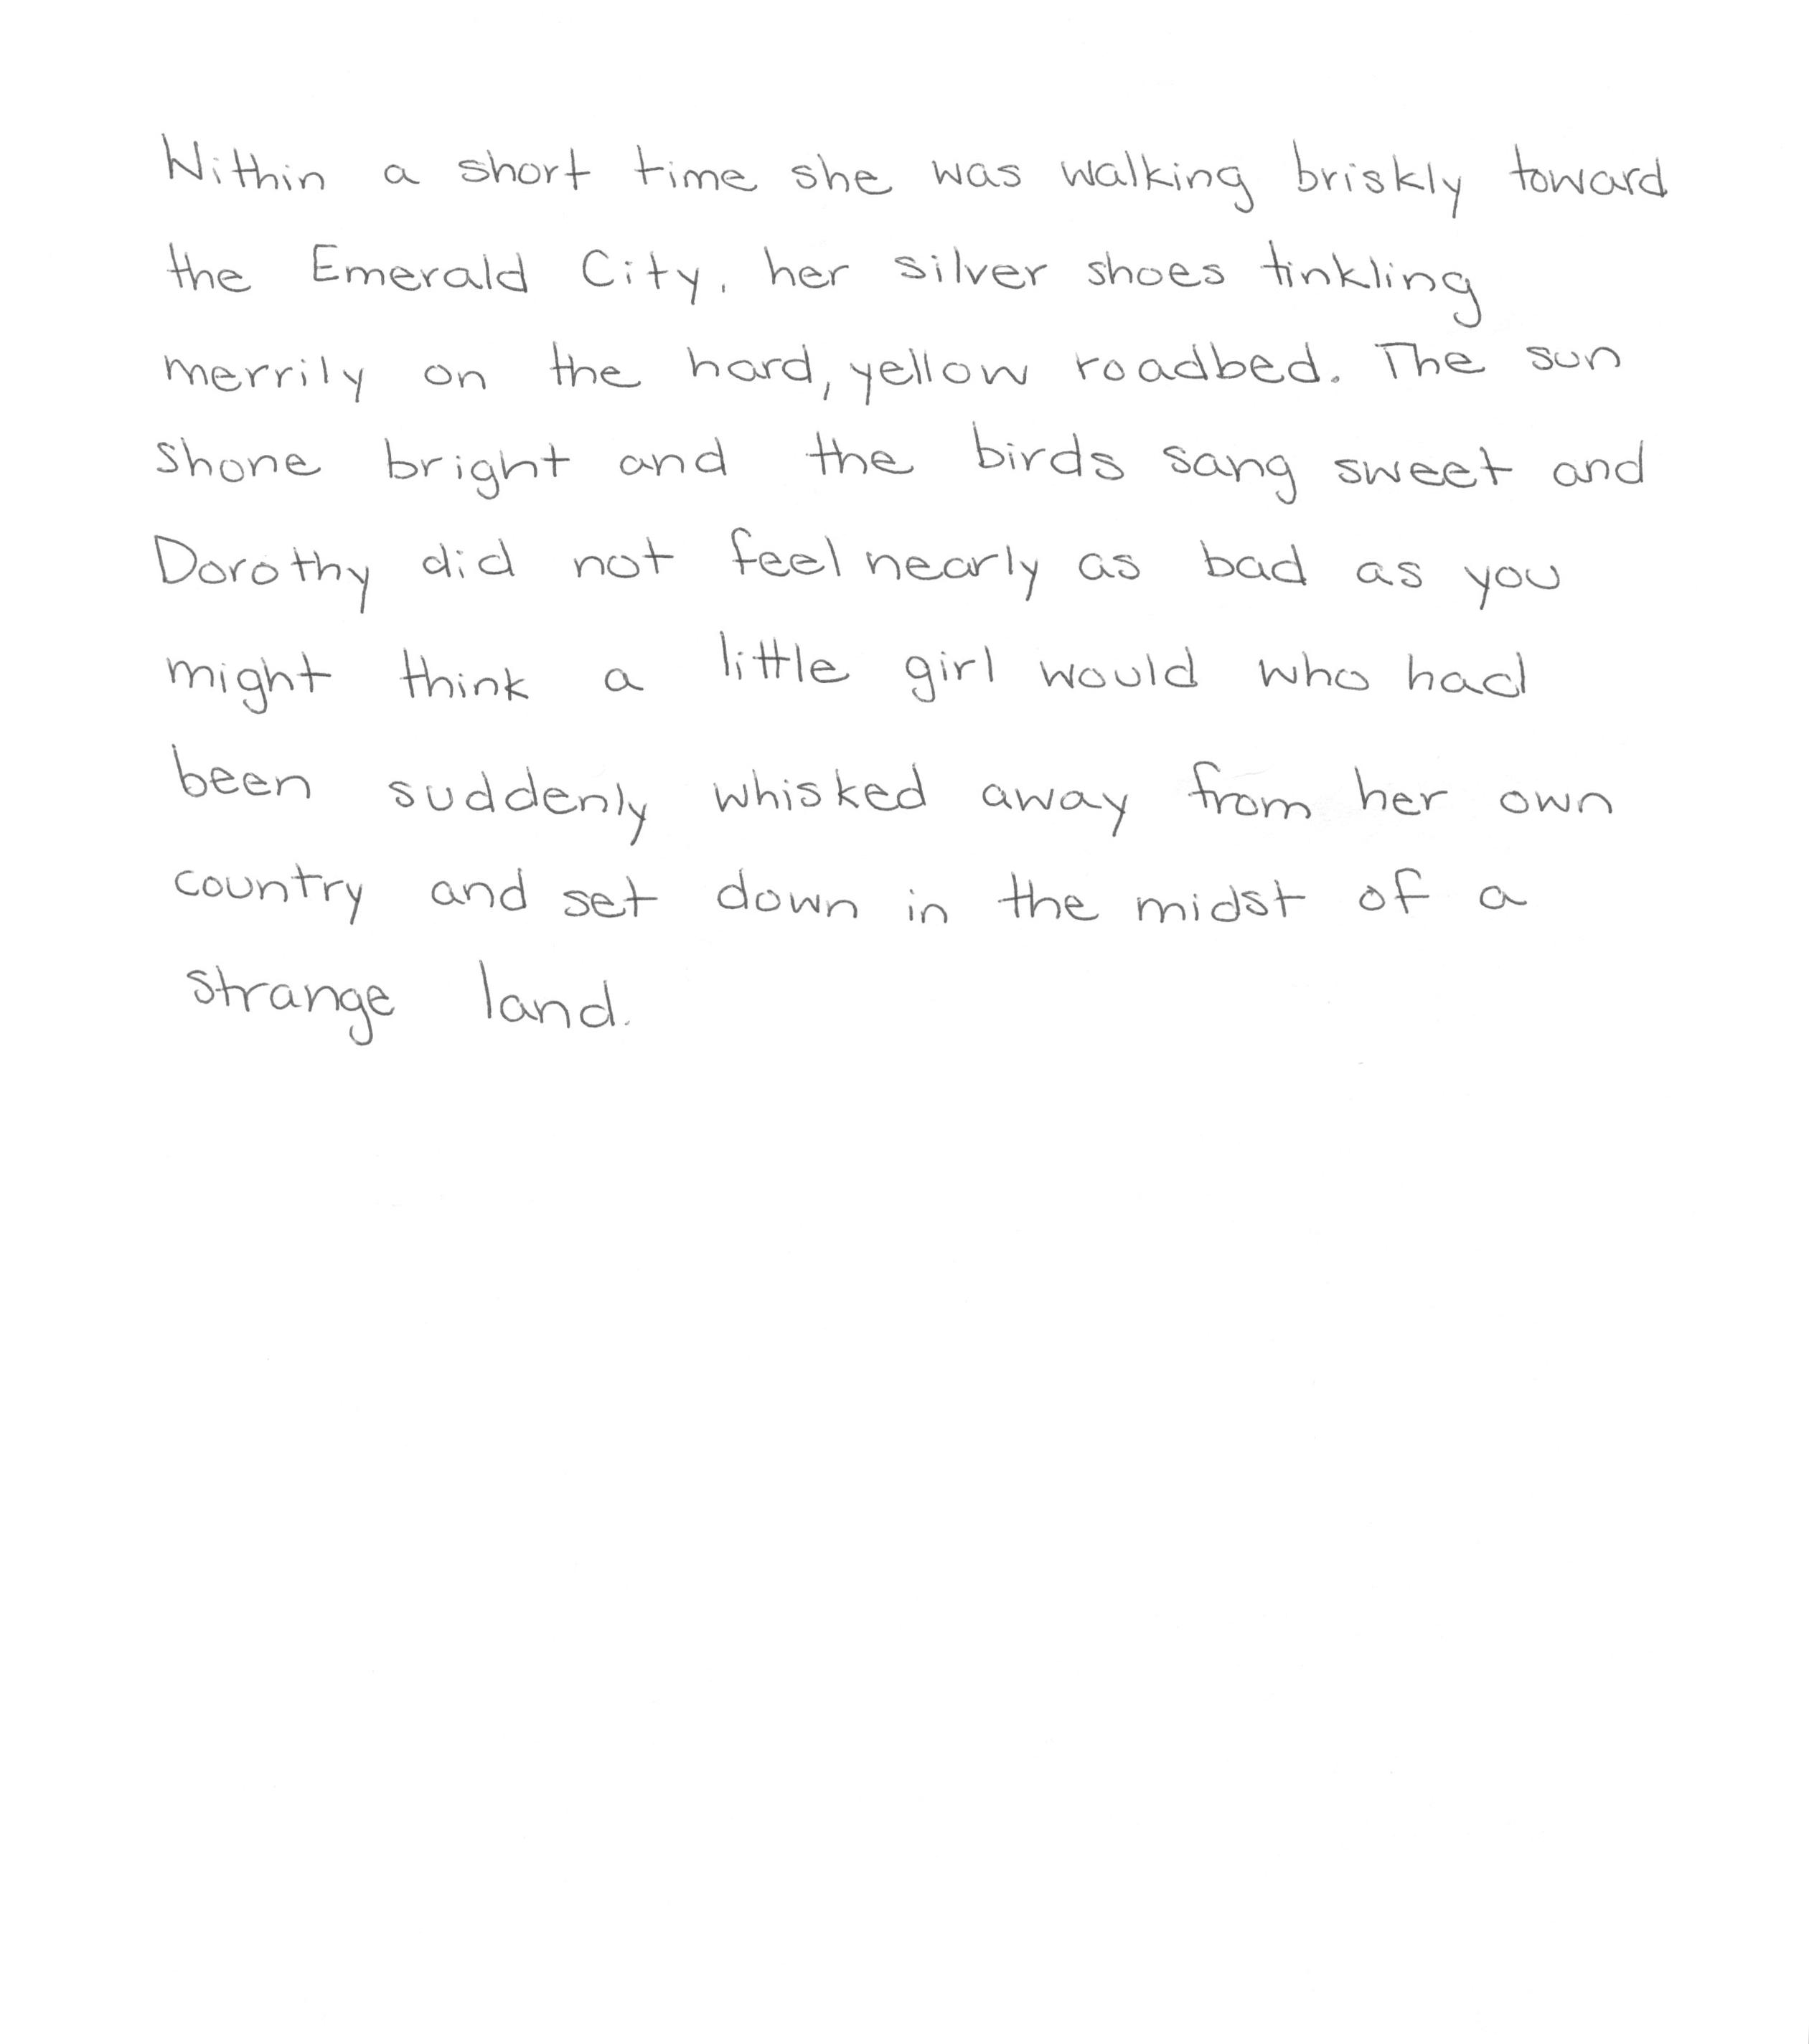 Within a short time she was walking briskly toward
the Emerald City, her silver shoes tinkling
merrily on the hard, yellow roadbed. The sun
shone bright and the birds sang sweet and
Dorothy did not feel nearly as bad as you
might think a little girl would who had
been suddenly whisked away from her own
country and set down in the midst of a
strange land.